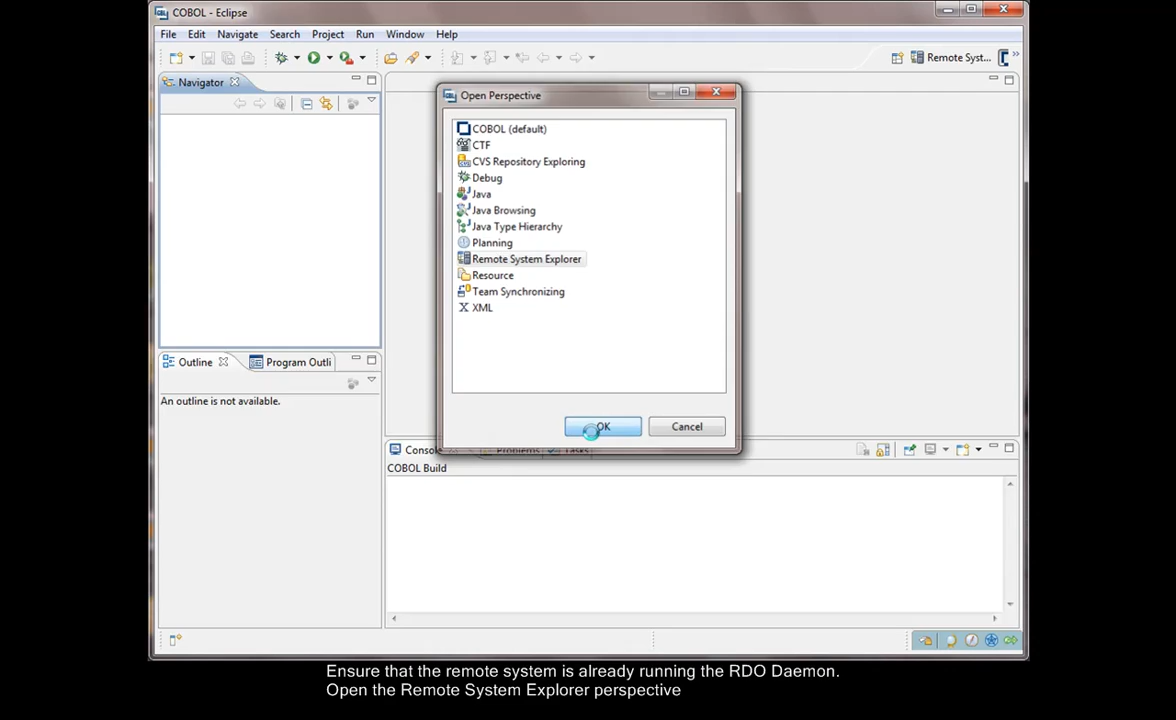 COBOL - Eclipse
File Edit Navigate Search Project Run Window Help
Remote Syst...
Navigator
Open Perspective
COBOL (default)
CTF
CVS Repository Exploring
Debug
Java
Java Browsing
Java Type Hierarchy
Planning
Remote System Explorer
Resource
Team Synchronizing
XML
OK Cancel
Outline Program Outli
An outline is not available.
Console Problems Tasks
COBOL Build
Ensure that the remote system is already running the RDO Daemon.
Open the Remote System Explorer perspective